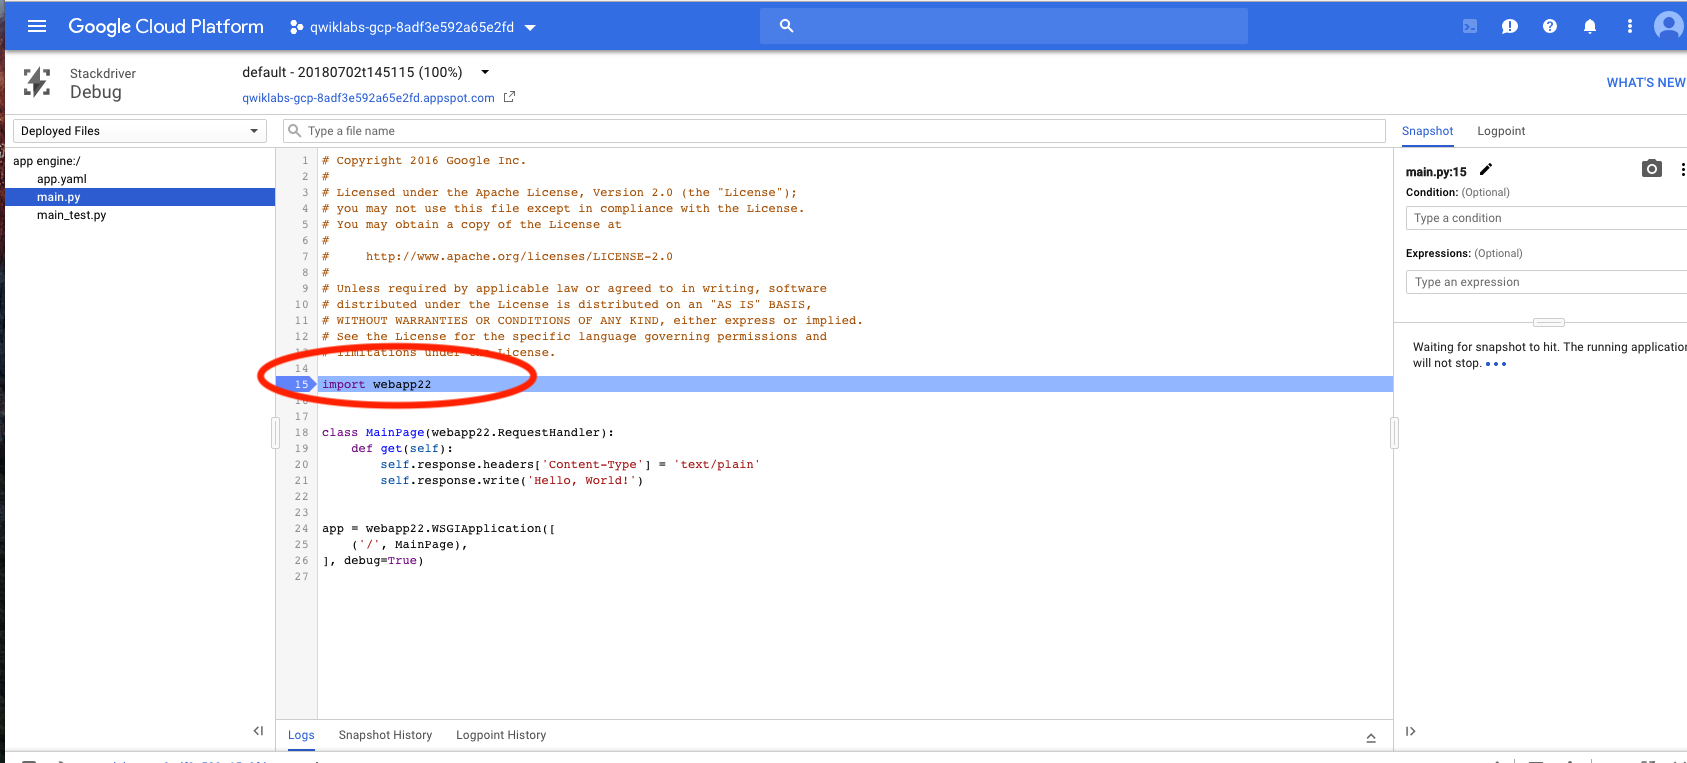 Google Cloud Platform
qwiklabs-gcp-8adf3e592a65e2fd
Stackdriver
Debug
default - 20180702t145115 (100%)
qwiklabs-gcp-8adf3e592a65e2fd.appspot.com
WHAT'S NEW
Deployed Files
Type a file name
Snapshot Logpoint
app engine:/
app.yaml
main.py
main_test.py
1 # Copyright 2016 Google Inc.
2 #
3 # Licensed under the Apache License, Version 2.0 (the "License");
4 # you may not use this file except in compliance with the License.
5 # You may obtain a copy of the License at
6 #
7 #     http://www.apache.org/licenses/LICENSE-2.0
8 #
9 # Unless required by applicable law or agreed to in writing, software
10 # distributed under the License is distributed on an "AS IS" BASIS,
11 # WITHOUT WARRANTIES OR CONDITIONS OF ANY KIND, either express or implied.
12 # See the License for the specific language governing permissions and
13 # limitations under the License.
14
15 import webapp22
16
17
18 class MainPage(webapp22.RequestHandler):
19     def get(self):
20         self.response.headers['Content-Type'] = 'text/plain'
21         self.response.write('Hello, World!')
22
23
24 app = webapp22.WSGIApplication([
25     ('/', MainPage),
26 ], debug=True)
27
main.py:15
Condition: (Optional)
Type a condition
Expressions: (Optional)
Type an expression
Waiting for snapshot to hit. The running application
will not stop.
Logs Snapshot History Logpoint History